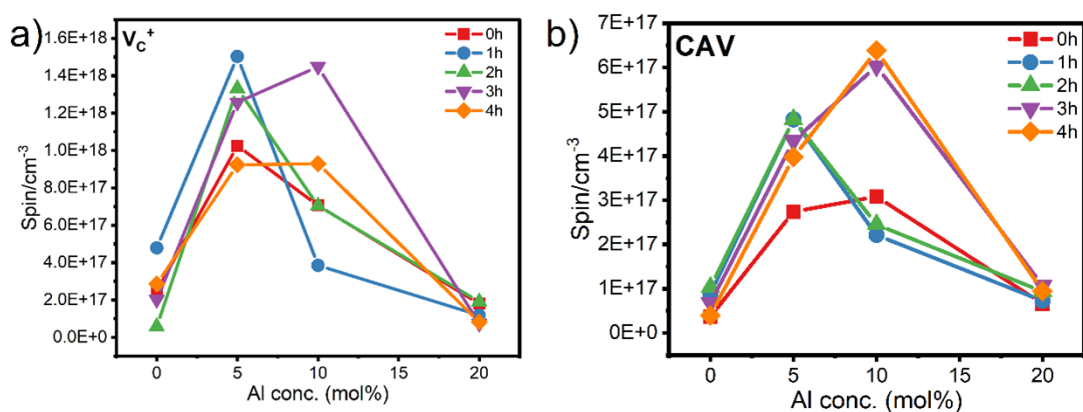 a)
V_C^+
1.6E+18
1.4E+18
1.2E+18
1.0E+18
8.0E+17
6.0E+17
4.0E+17
2.0E+17
0.0E+0
Spin/cm^-3
0
5
10
15
20
Al conc. (mol%)
0h
1h
2h
3h
4h
b)
CAV
7E+17
6E+17
5E+17
4E+17
3E+17
2E+17
1E+17
0E+0
Spin/cm^-3
0
5
10
15
20
Al conc. (mol%)
0h
1h
2h
3h
4h